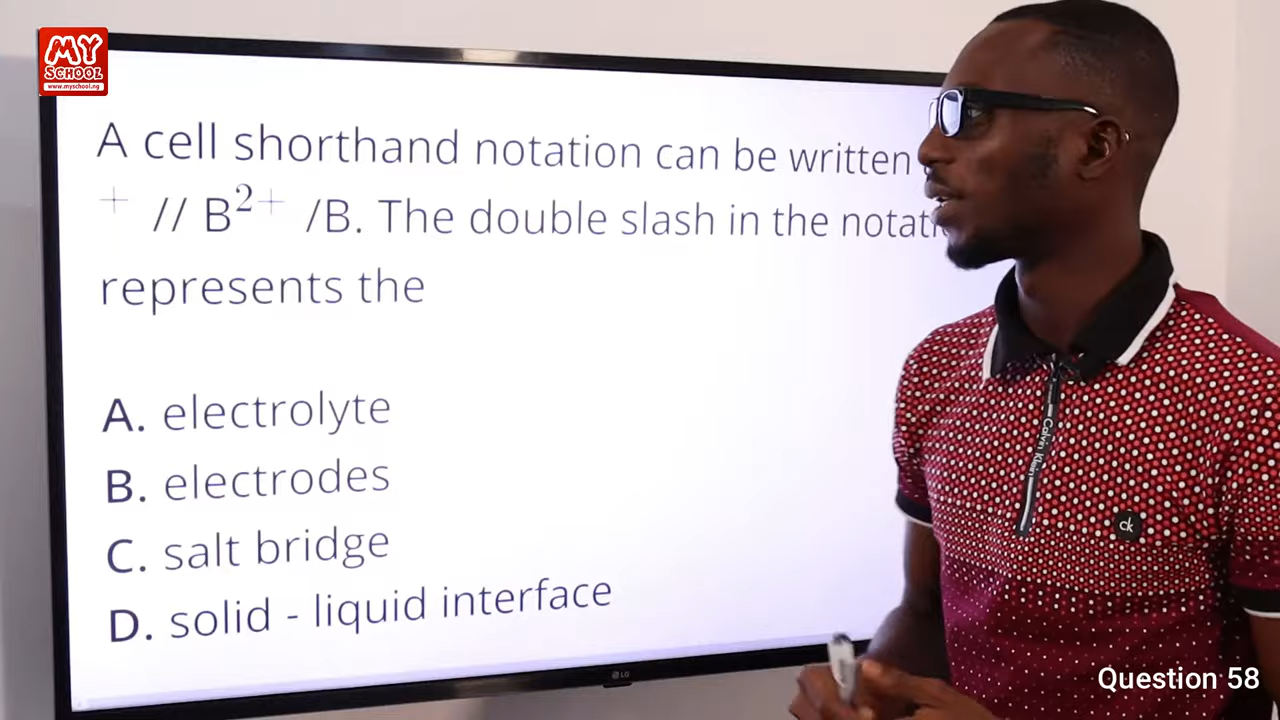 MY
SCHOOL
www.myschool.ng
A cell shorthand notation can be written
+ // B²⁺ /B. The double slash in the
represents the
A. electrolyte
B. electrodes
C. salt bridge
D. solid - liquid interface
LG
Calvin Klein
ck
Question 58